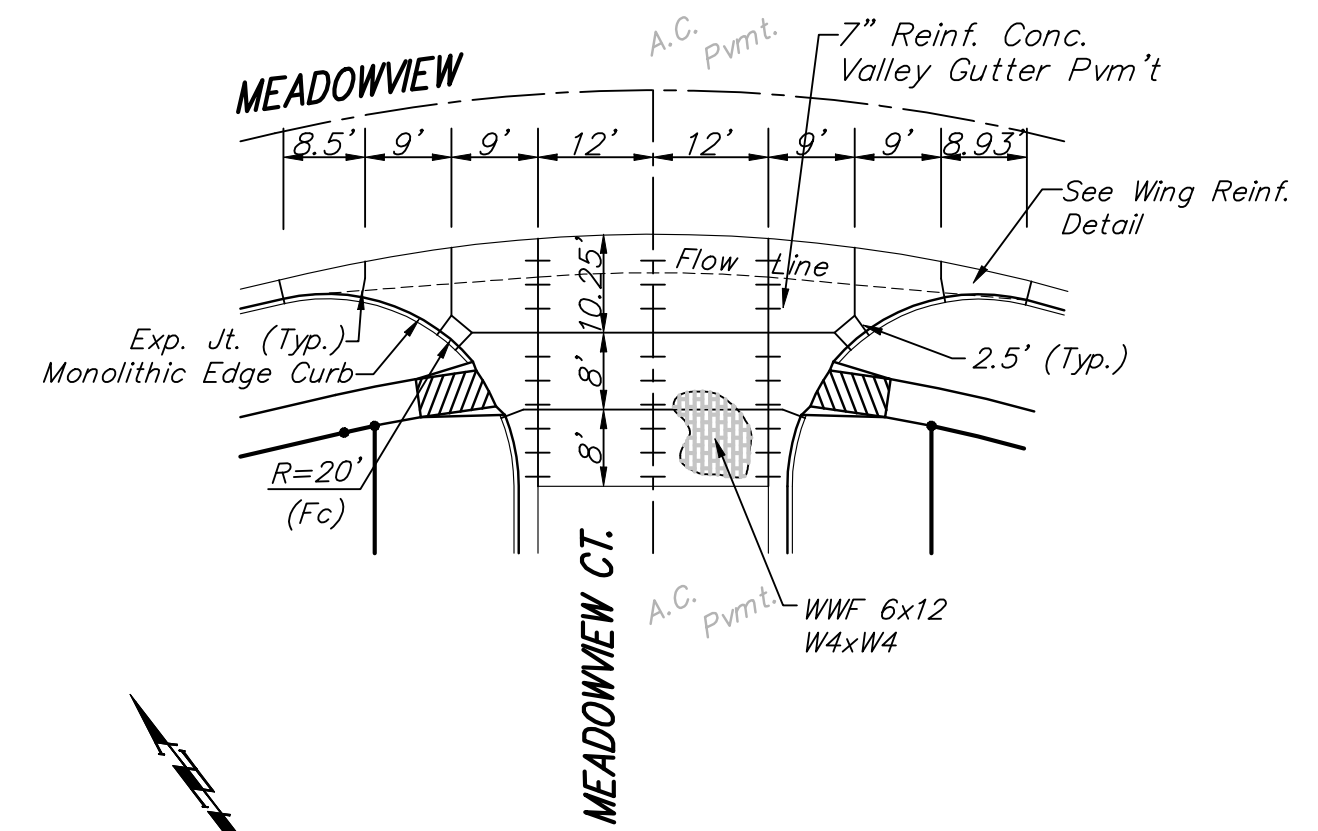 A.C.
Pvmt.
7” Reinf. Conc.
Valley Gutter Pvm't
MEADOWVIEW
8.5’ 9’ 9’ 12’ 12’ 9’ 9’ 8.93’
See Wing Reinf.
Detail
10.25’
Flow Line
Exp. Jt. (Typ.)
Monolithic Edge Curb
2.5' (Typ.)
8’
8’
R=20’
(Fc)
MEADOWVIEW CT.
A.C.
Pvmt.
WWF 6x12
W4xW4